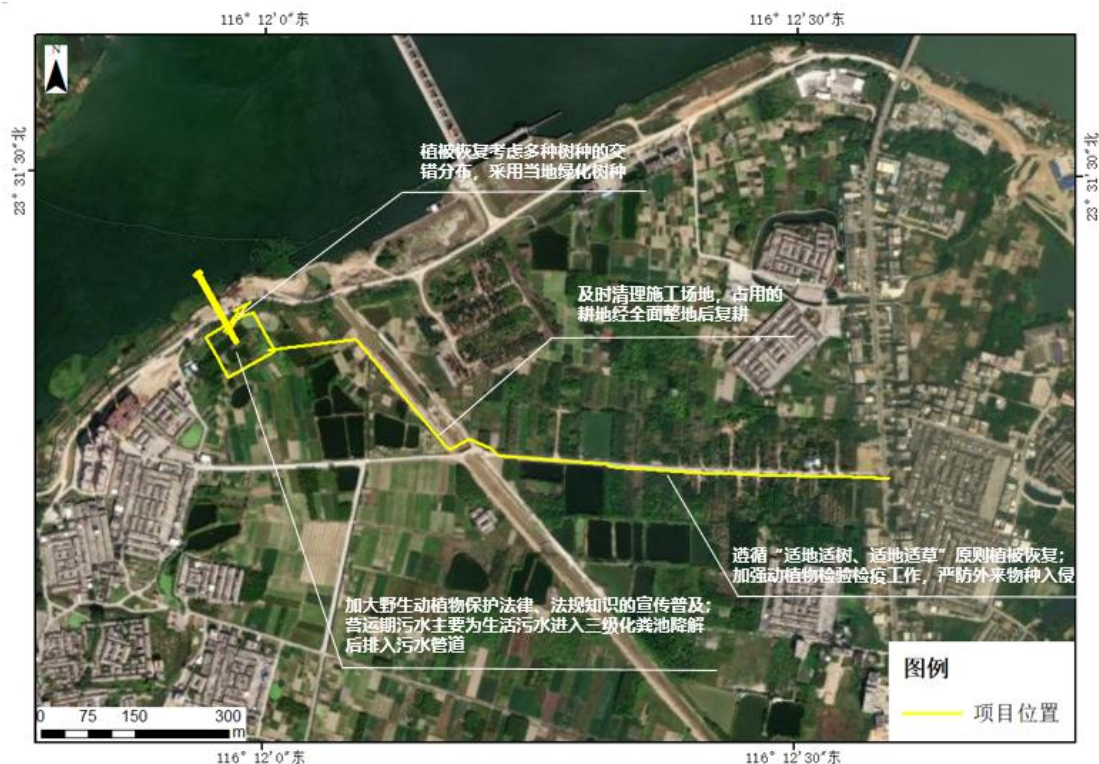 116° 12'0"东
116° 12'30"东
N
23° 31'30"北
23° 31'30"北
植被恢复考虑多种树种的交
错分布，采用当地绿化树种
及时清理施工场地，占用的
耕地经全面整地后复耕
遵循“适地适树、适地适草”原则植被恢复；
加强动植物检验检疫工作，严防外来物种入侵
加大野生动植物保护法律、法规知识的宣传普及；
营运期污水主要为生活污水进入三级化粪池降解
后排入污水管道
图例
项目位置
0 75 150 300
m
116° 12'0"东
116° 12'30"东